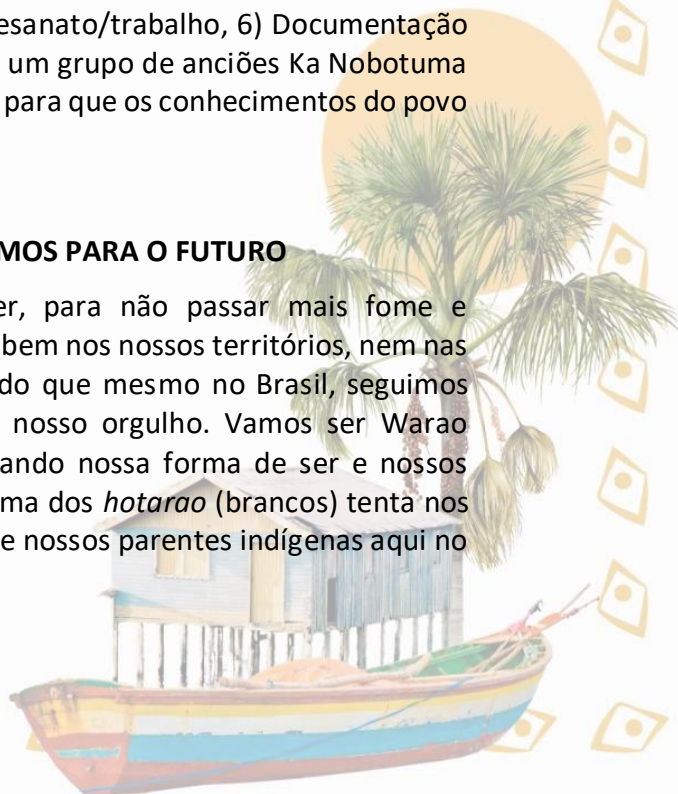 esanato/trabalho, 6) Documentação
um grupo de anciões Ka Nobotuma
para que os conhecimentos do povo
MOS PARA O FUTURO
er, para não passar mais fome e
bem nos nossos territórios, nem nas
do que mesmo no Brasil, seguimos
nosso orgulho. Vamos ser Warao
ando nossa forma de ser e nossos
ma dos hotarao (brancos) tenta nos
e nossos parentes indígenas aqui no